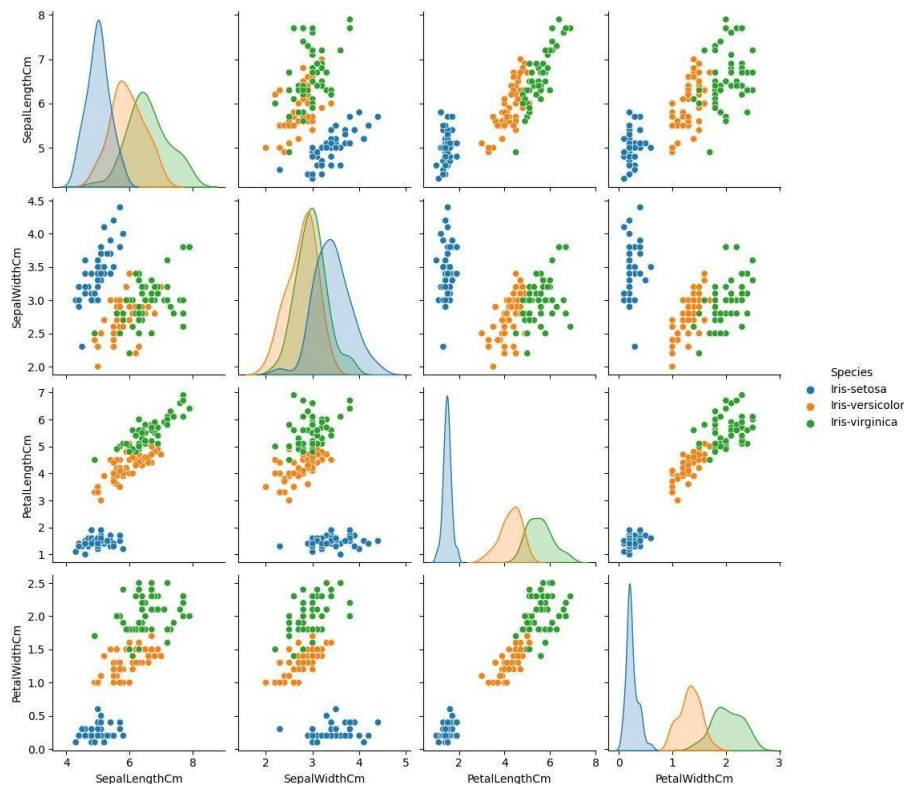 8
7
6
5
SepalLengthCm
4.5
4.0
3.5
3.0
2.5
2.0
SepalWidthCm
7
6
5
4
3
2
1
PetalLengthCm
2.5
2.0
1.5
1.0
0.5
0.0
PetalWidthCm
4 6 8
SepalLengthCm
2 3 4 5
SepalWidthCm
2 4 6 8
PetalLengthCm
0 1 2 3
PetalWidthCm
Species
Iris-setosa
Iris-versicolor
Iris-virginica